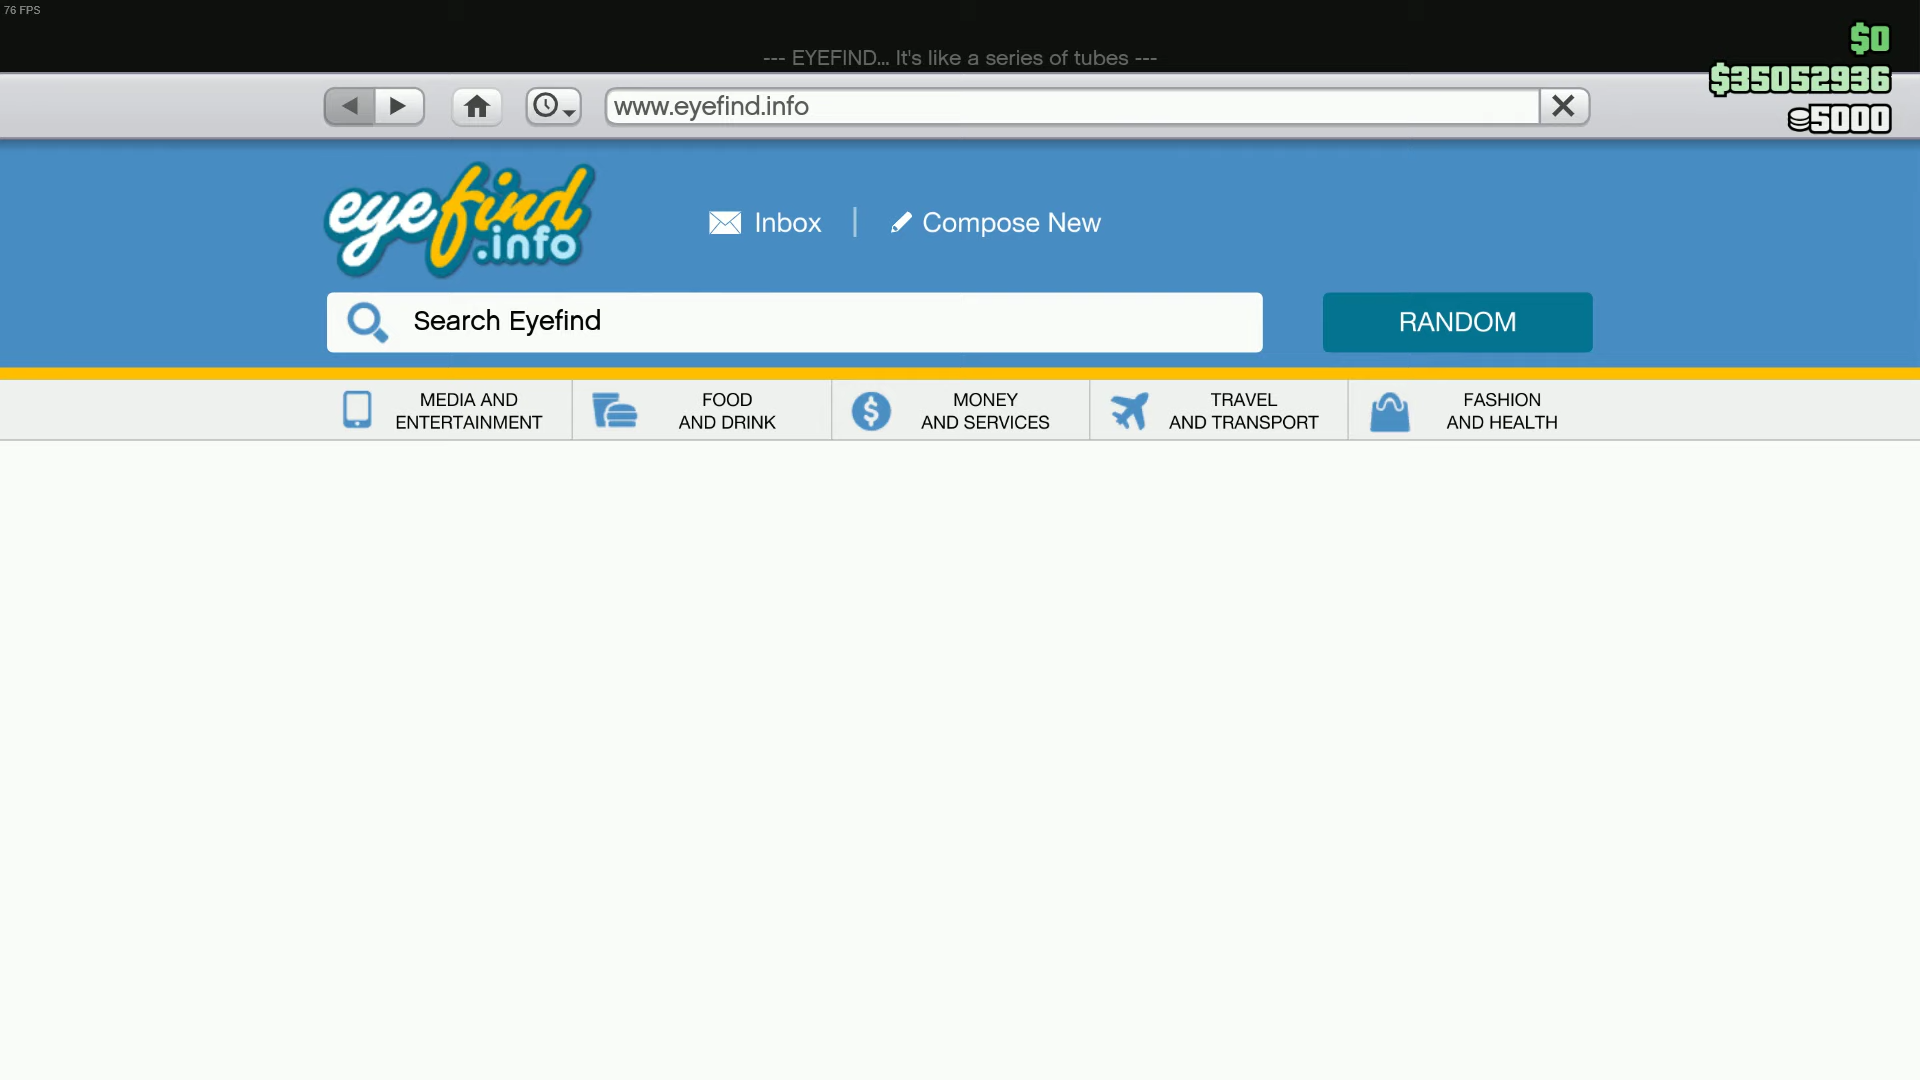 76 FPS
--- EYEFIND... It's like a series of tubes ---
$0
$35052936
5000
www.eyefind.info
eyefind
.info
Inbox
Compose New
Search Eyefind
RANDOM
MEDIA AND
ENTERTAINMENT
FOOD
AND DRINK
MONEY
AND SERVICES
TRAVEL
AND TRANSPORT
FASHION
AND HEALTH